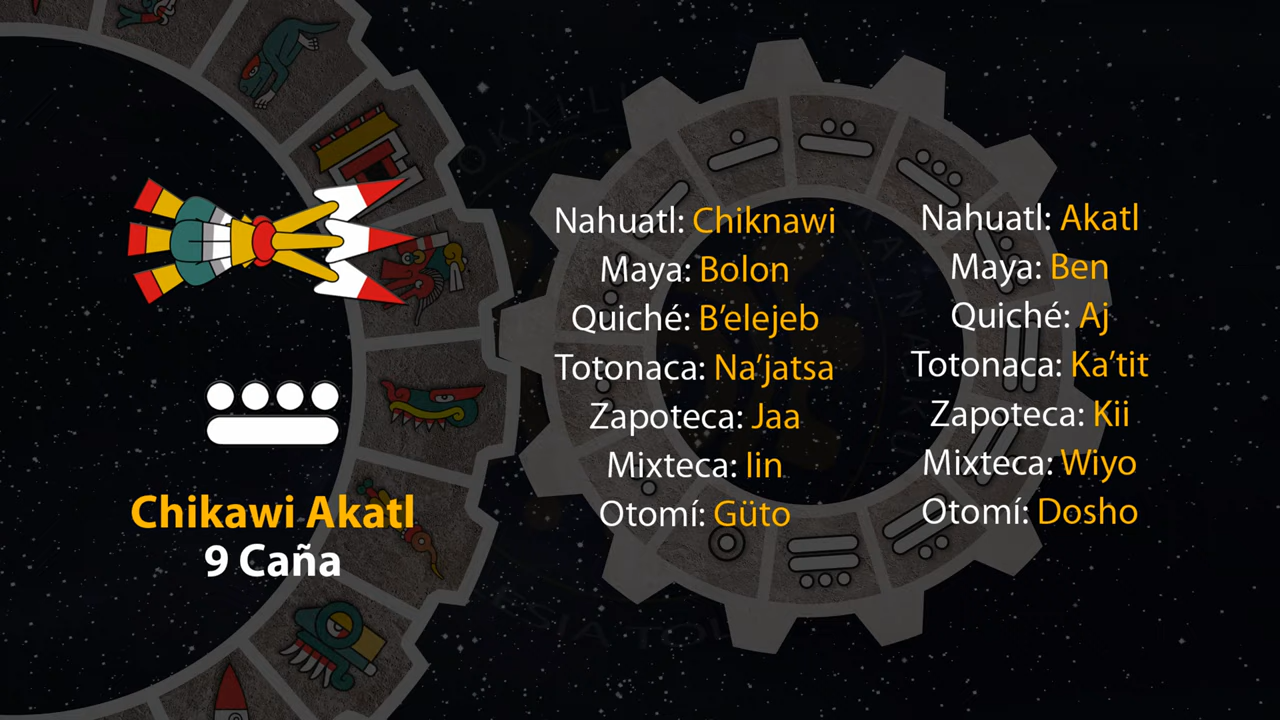 Chikawi Akatl
9 Caña
Nahuatl: Chiknawi
Maya: Bolon
Quiché: B’elejeb
Totonaca: Na’jatsa
Zapoteca: Jaa
Mixteca: Iin
Otomí: Güto
Nahuatl: Akatl
Maya: Ben
Quiché: Aj
Totonaca: Ka’tit
Zapoteca: Kii
Mixteca: Wiyo
Otomí: Dosho